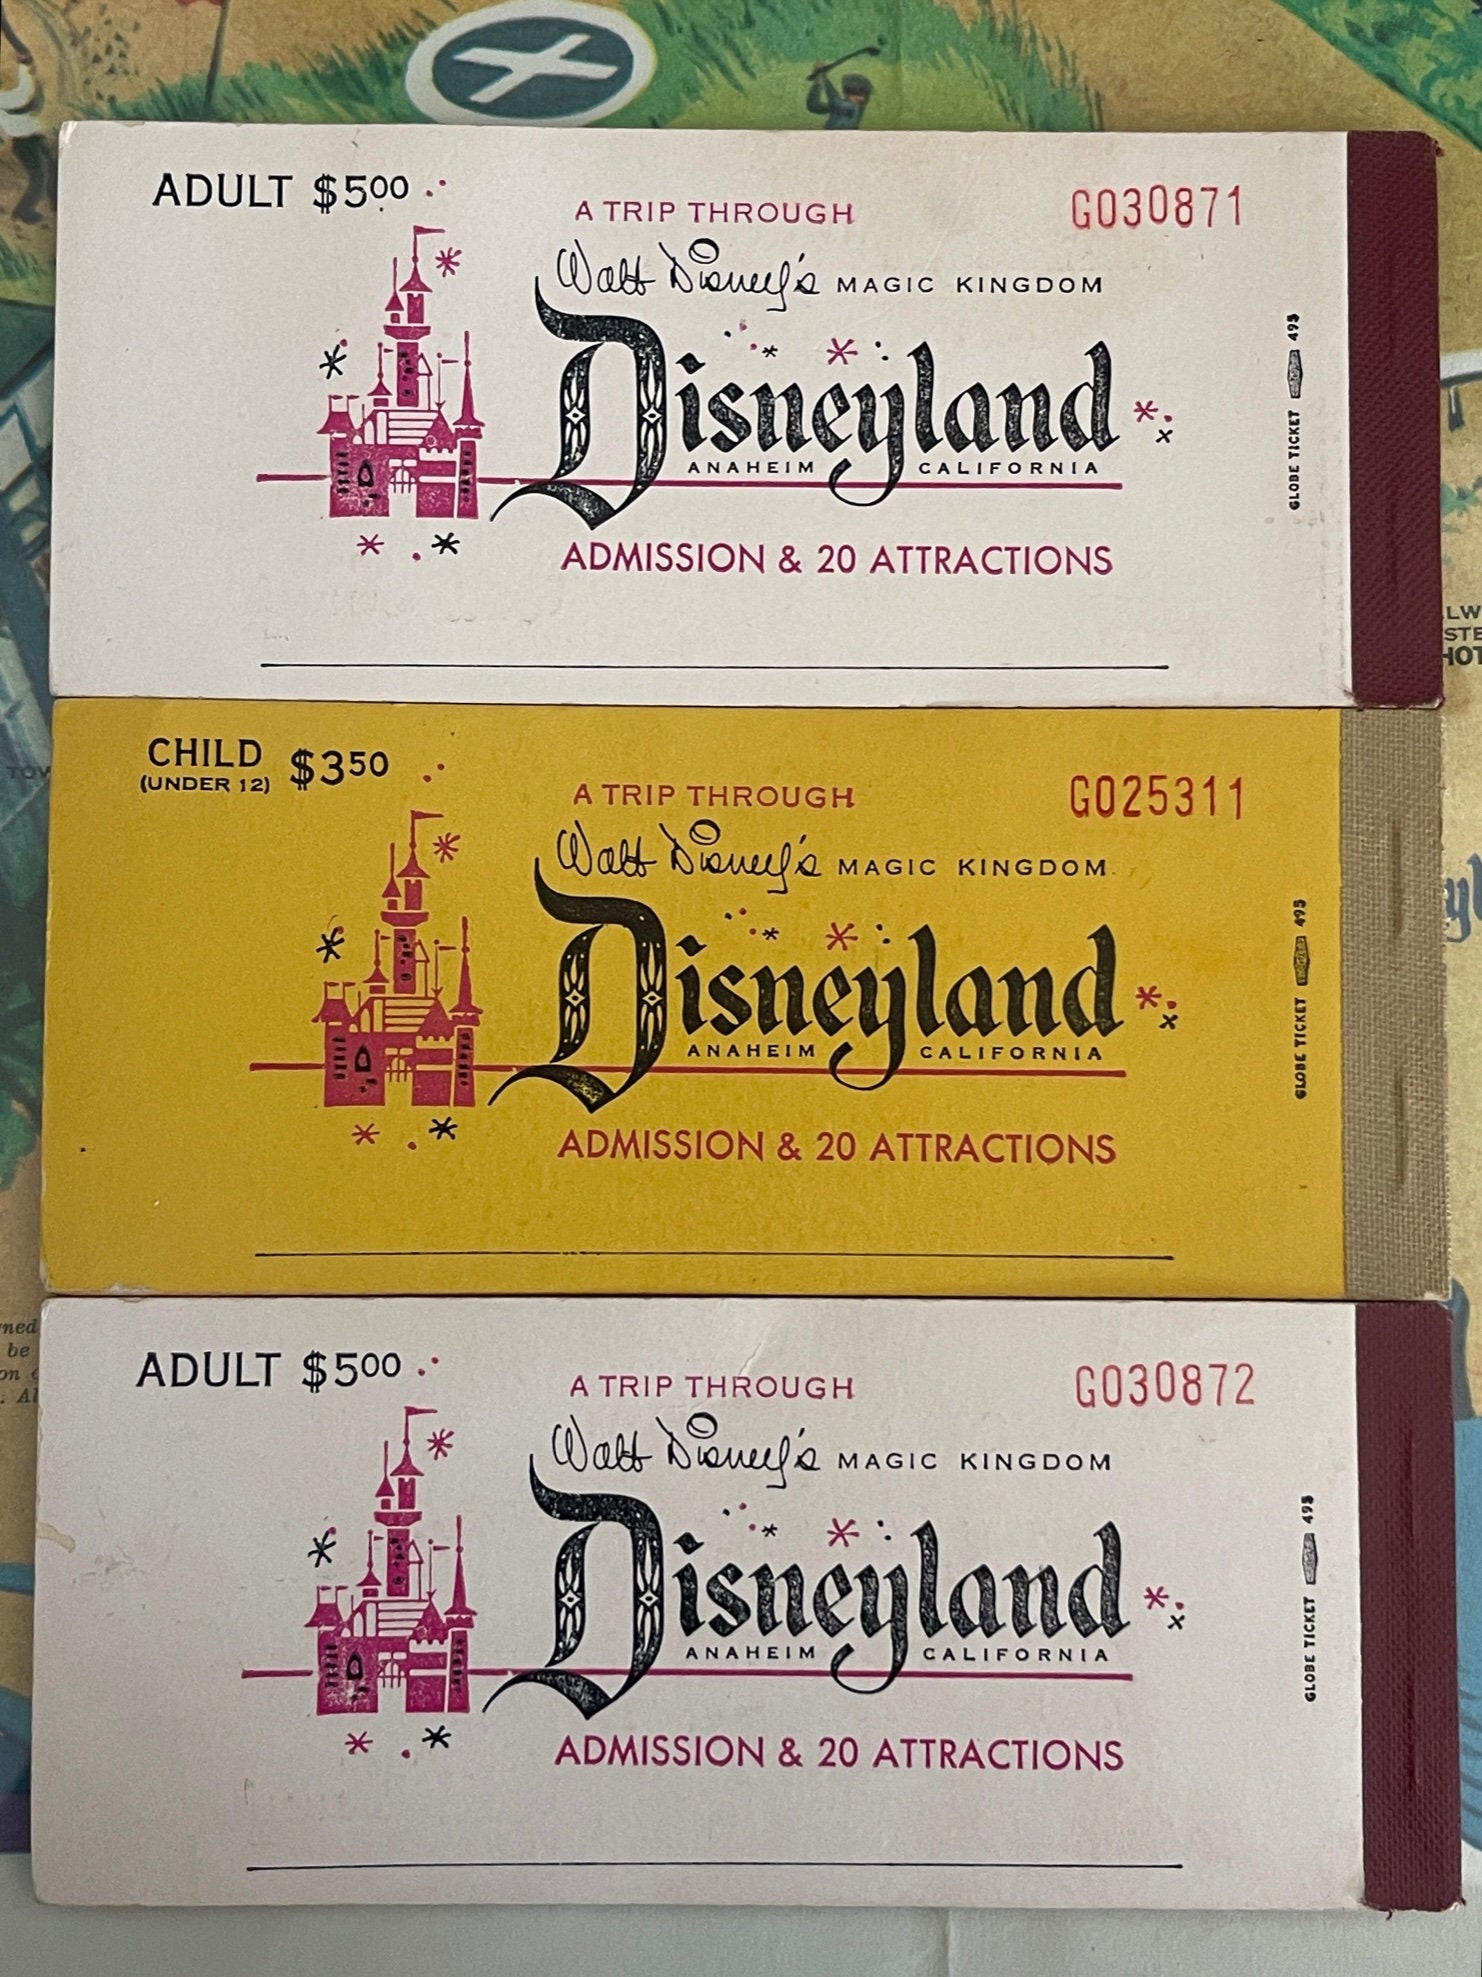 ADULT $5.00
G030871
A TRIP THROUGH
Walt Disney's MAGIC KINGDOM
Disneyland
ANAHEIM CALIFORNIA
ADMISSION & 20 ATTRACTIONS
GLOBE TICKET 495
CHILD $3.50
(UNDER 12)
G025311
A TRIP THROUGH
Walt Disney's MAGIC KINGDOM
Disneyland
ANAHEIM CALIFORNIA
ADMISSION & 20 ATTRACTIONS
GLOBE TICKET 495
ADULT $5.00
G030872
A TRIP THROUGH
Walt Disney's MAGIC KINGDOM
Disneyland
ANAHEIM CALIFORNIA
ADMISSION & 20 ATTRACTIONS
GLOBE TICKET 495
be